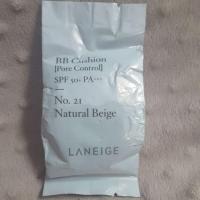 BB Cushion
[Pore Control]
SPF 50+ PA+++
No. 21
Natural Beige
LANEIGE